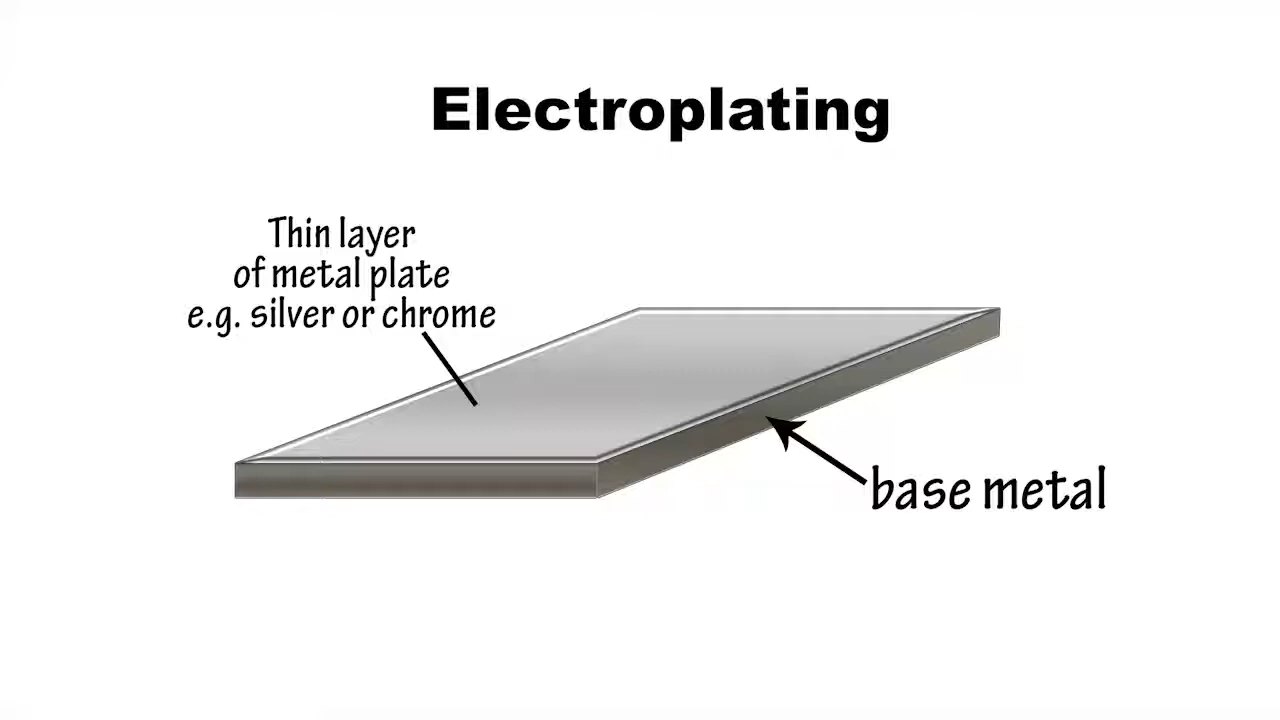 Electroplating
Thin layer
of metal plate
e.g. silver or chrome
base metal